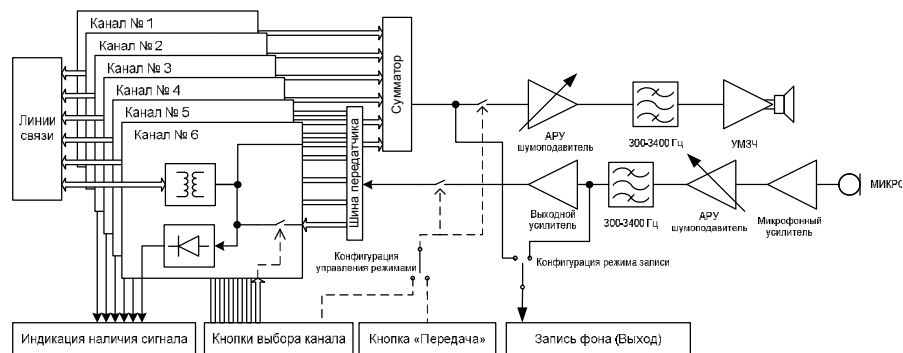 Канал № 1
Канал № 2
Канал № 3
Канал № 4
Канал № 5
Канал № 6
Линии
связи
Сумматор
Шина передатчика
АРУ
шумоподавитель
300-3400 Гц
УМЗЧ
МИКРО
Выходной
усилитель
300-3400 Гц
АРУ
шумоподавитель
Микрофонный
усилитель
Конфигурация
управления режимами
Конфигурация режима записи
Индикация наличия сигнала
Кнопки выбора канала
Кнопка «Передача»
Запись фона (Выход)